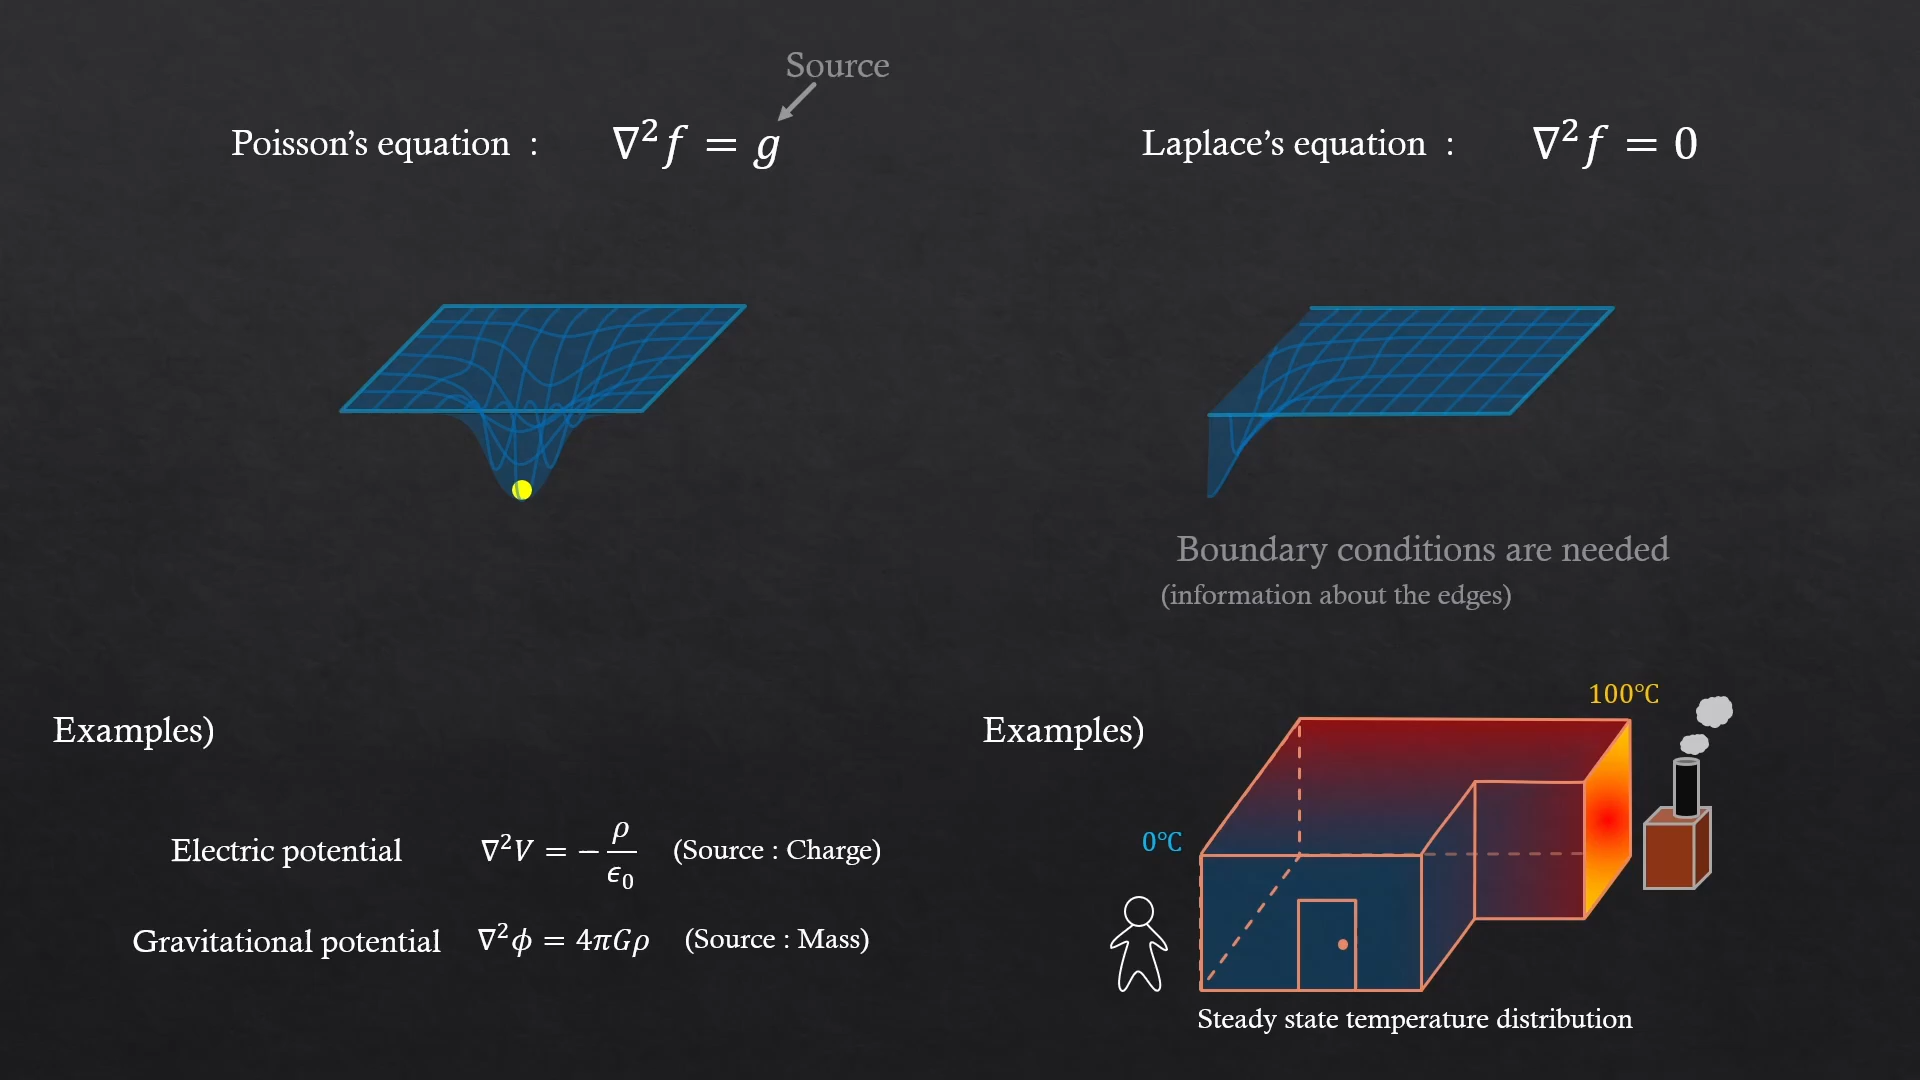 Source
Poisson's equation : ∇²f = g
Laplace's equation : ∇²f = 0
Boundary conditions are needed
(information about the edges)
Examples)
Electric potential ∇²V = −ρ/ϵ₀ (Source : Charge)
Gravitational potential ∇²ϕ = 4πGρ (Source : Mass)
Examples)
100℃
0℃
Steady state temperature distribution